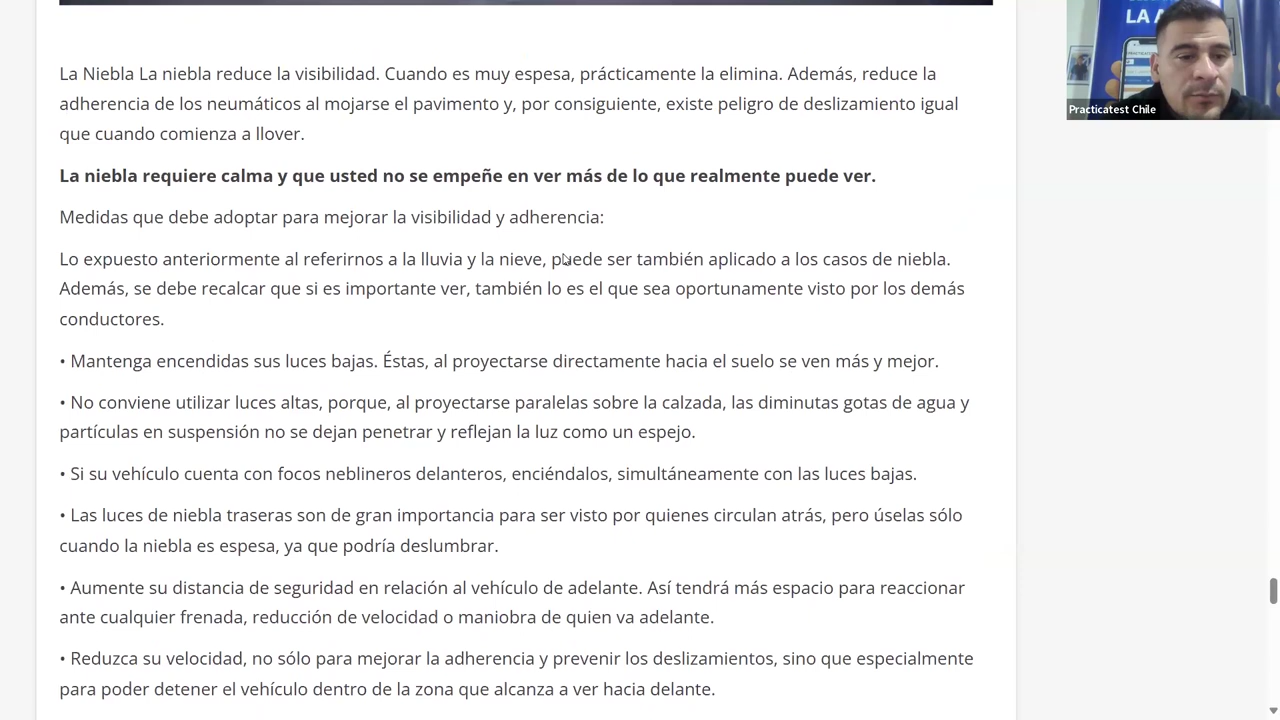 LA A
Practicatest Chile
La Niebla La niebla reduce la visibilidad. Cuando es muy espesa, prácticamente la elimina. Además, reduce la
adherencia de los neumáticos al mojarse el pavimento y, por consiguiente, existe peligro de deslizamiento igual
que cuando comienza a llover.
La niebla requiere calma y que usted no se empeñe en ver más de lo que realmente puede ver.
Medidas que debe adoptar para mejorar la visibilidad y adherencia:
Lo expuesto anteriormente al referirnos a la lluvia y la nieve, puede ser también aplicado a los casos de niebla.
Además, se debe recalcar que si es importante ver, también lo es el que sea oportunamente visto por los demás
conductores.
• Mantenga encendidas sus luces bajas. Éstas, al proyectarse directamente hacia el suelo se ven más y mejor.
• No conviene utilizar luces altas, porque, al proyectarse paralelas sobre la calzada, las diminutas gotas de agua y
partículas en suspensión no se dejan penetrar y reflejan la luz como un espejo.
• Si su vehículo cuenta con focos neblineros delanteros, enciéndalos, simultáneamente con las luces bajas.
• Las luces de niebla traseras son de gran importancia para ser visto por quienes circulan atrás, pero úselas sólo
cuando la niebla es espesa, ya que podría deslumbrar.
• Aumente su distancia de seguridad en relación al vehículo de adelante. Así tendrá más espacio para reaccionar
ante cualquier frenada, reducción de velocidad o maniobra de quien va adelante.
• Reduzca su velocidad, no sólo para mejorar la adherencia y prevenir los deslizamientos, sino que especialmente
para poder detener el vehículo dentro de la zona que alcanza a ver hacia delante.